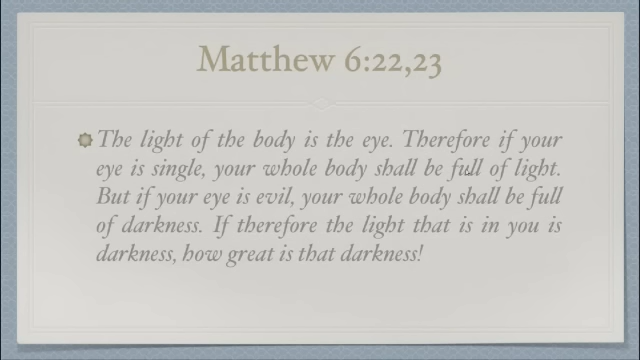 Matthew 6:22,23
The light of the body is the eye. Therefore if your
eye is single, your whole body shall be full of light.
But if your eye is evil, your whole body shall be full
of darkness. If therefore the light that is in you is
darkness, how great is that darkness!